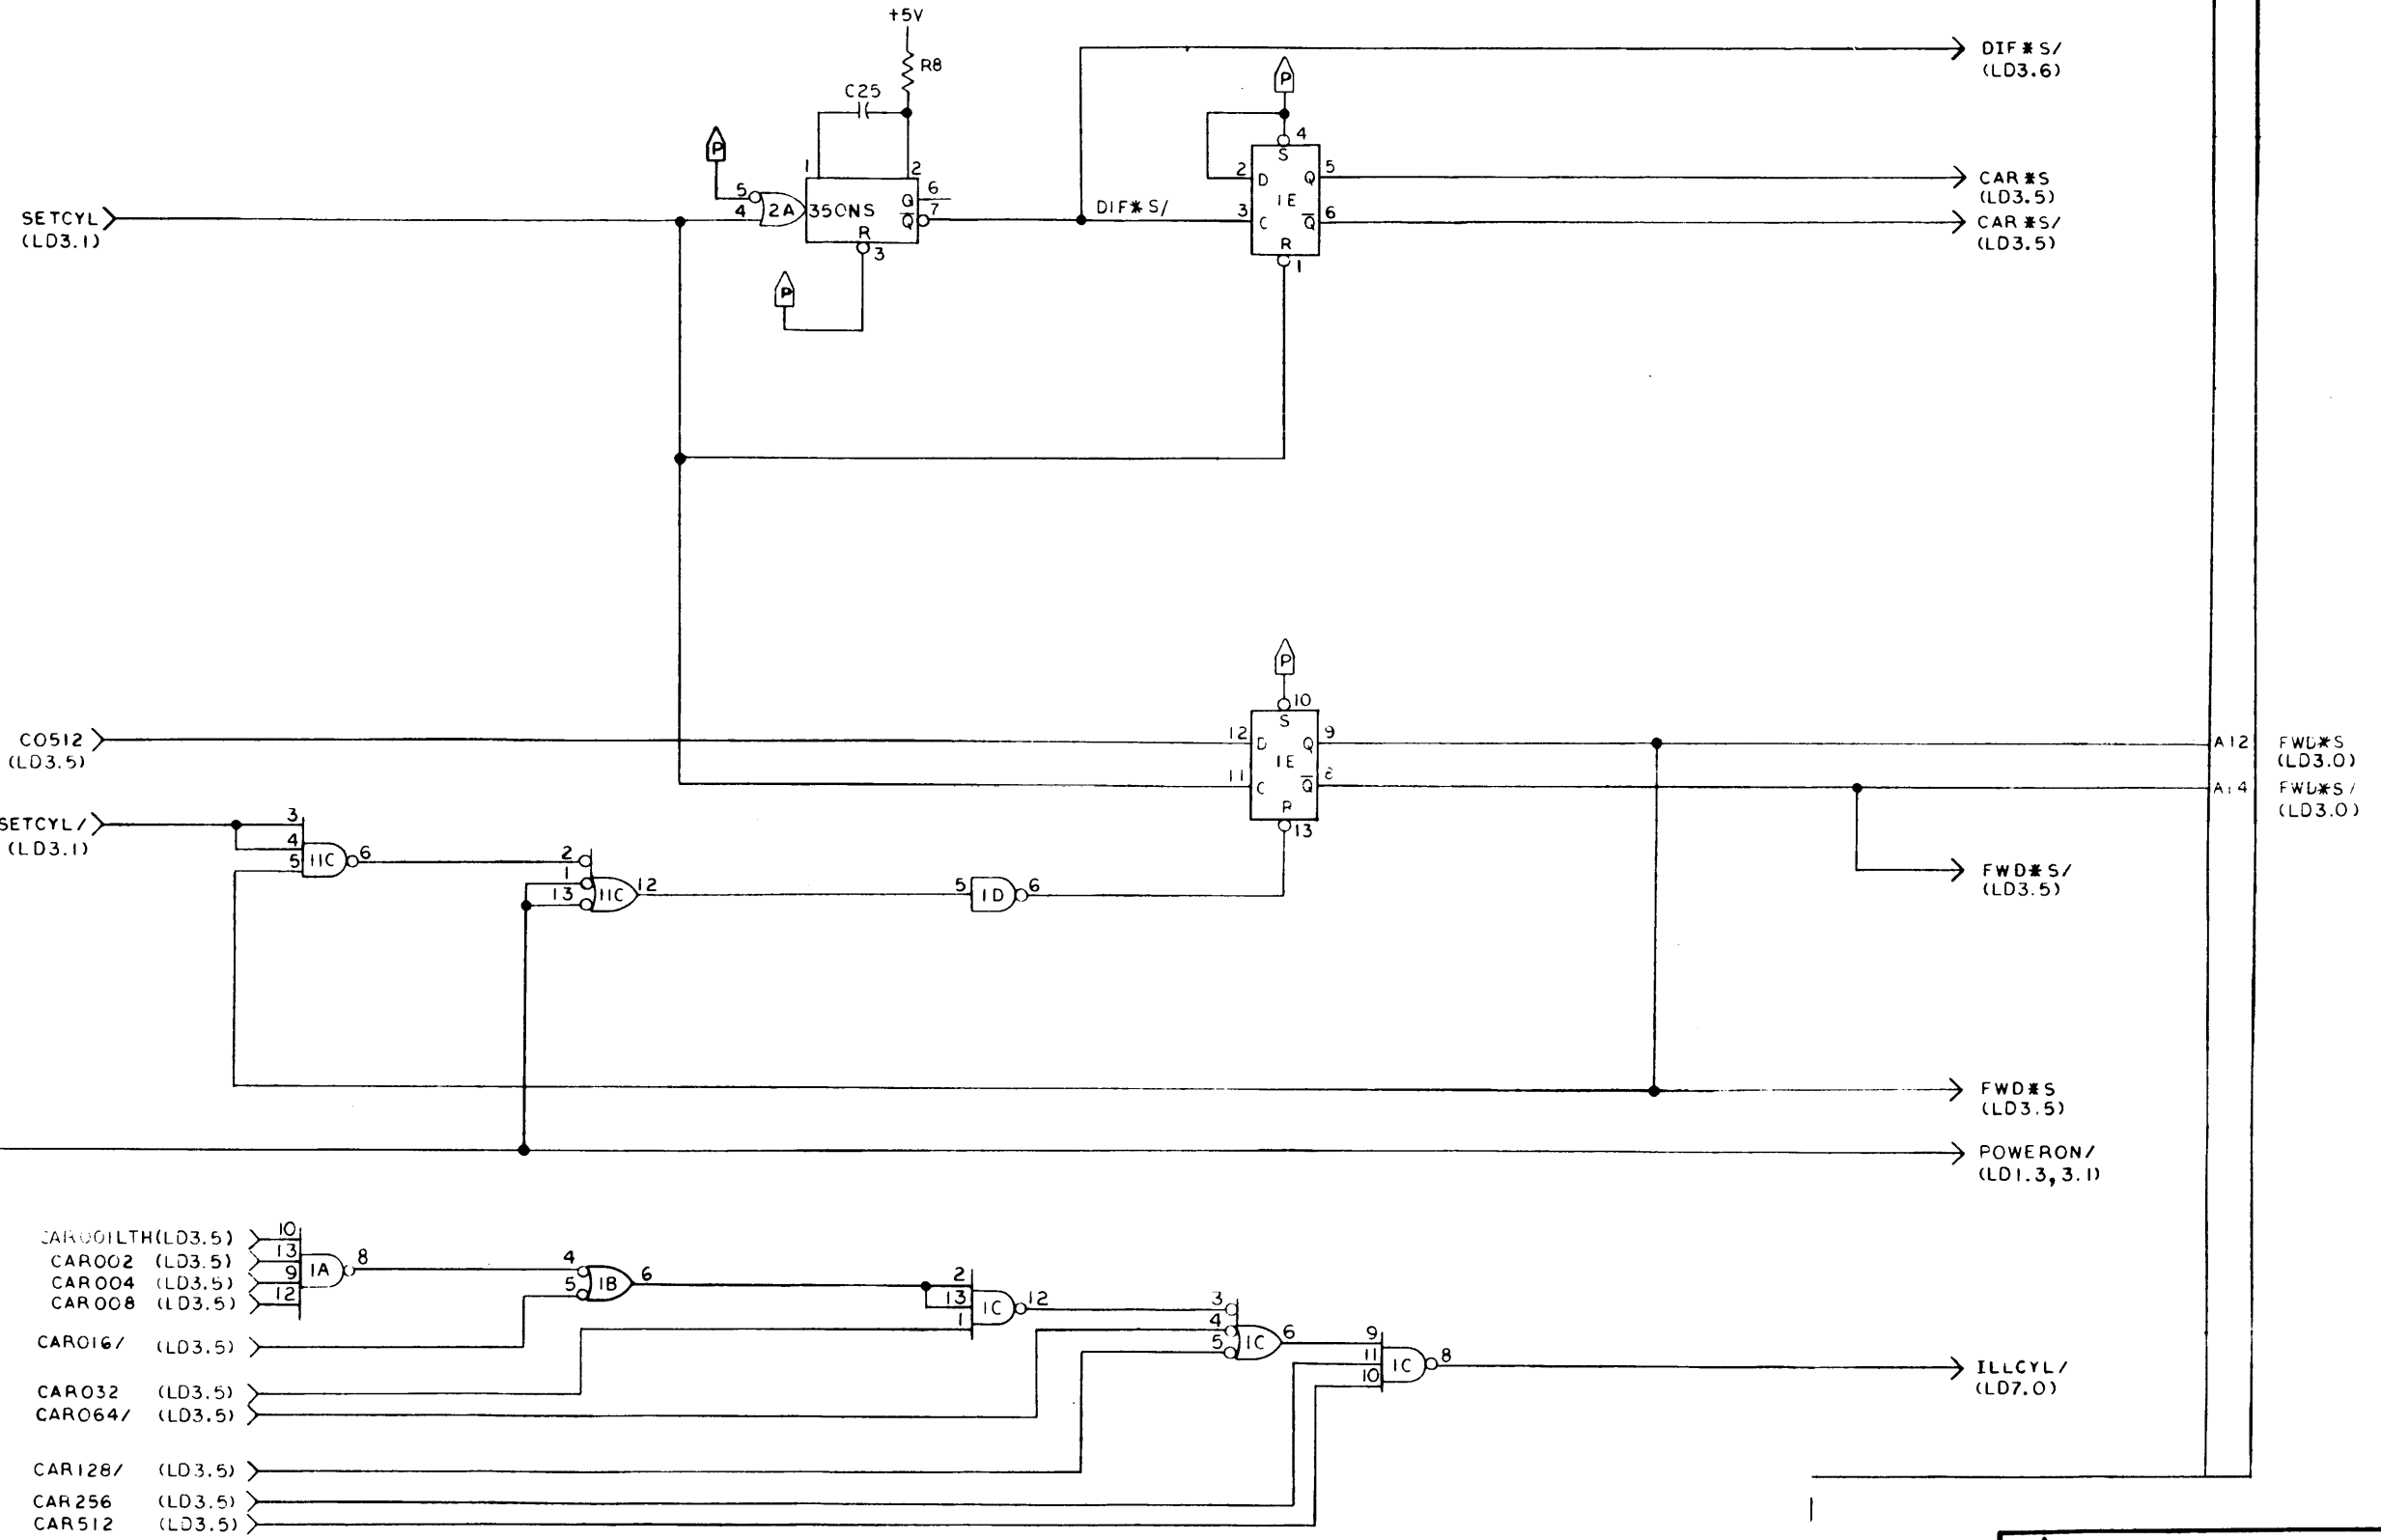 +5V
R8
C25
DIF*S/
(LD3.6)
P
P
1
2
5
4
2A
350NS
Q
6
Q
7
R
3
P
SETCYL
(LD3.1)
DIF*S/
4
S
2
D
Q
5
1E
3
C
Q
6
R
1
CAR*S
(LD3.5)
CAR*S/
(LD3.5)
P
10
S
CO512
(LD3.5)
12
D
Q
9
1E
11
C
Q
R
13
A12
FWD*S
(LD3.0)
FWD*S/
(LD3.0)
SETCYL/
(LD3.1)
3
4
5
11C
6
2
1
13
11C
12
5
1D
6
FWD*S/
(LD3.5)
FWD*S
(LD3.5)
POWERON/
(LD1.3,3.1)
CAR001LTH(LD3.5)
10
CAR002 (LD3.5)
13
CAR004 (LD3.5)
9
CAR008 (LD3.5)
12
1A
8
CAR016/ (LD3.5)
4
5
1B
6
CAR032 (LD3.5)
CAR064/ (LD3.5)
2
13
1
1C
12
3
4
5
1C
6
CAR128/ (LD3.5)
CAR256 (LD3.5)
CAR512 (LD3.5)
9
11
10
1C
8
ILLCYL/
(LD7.0)